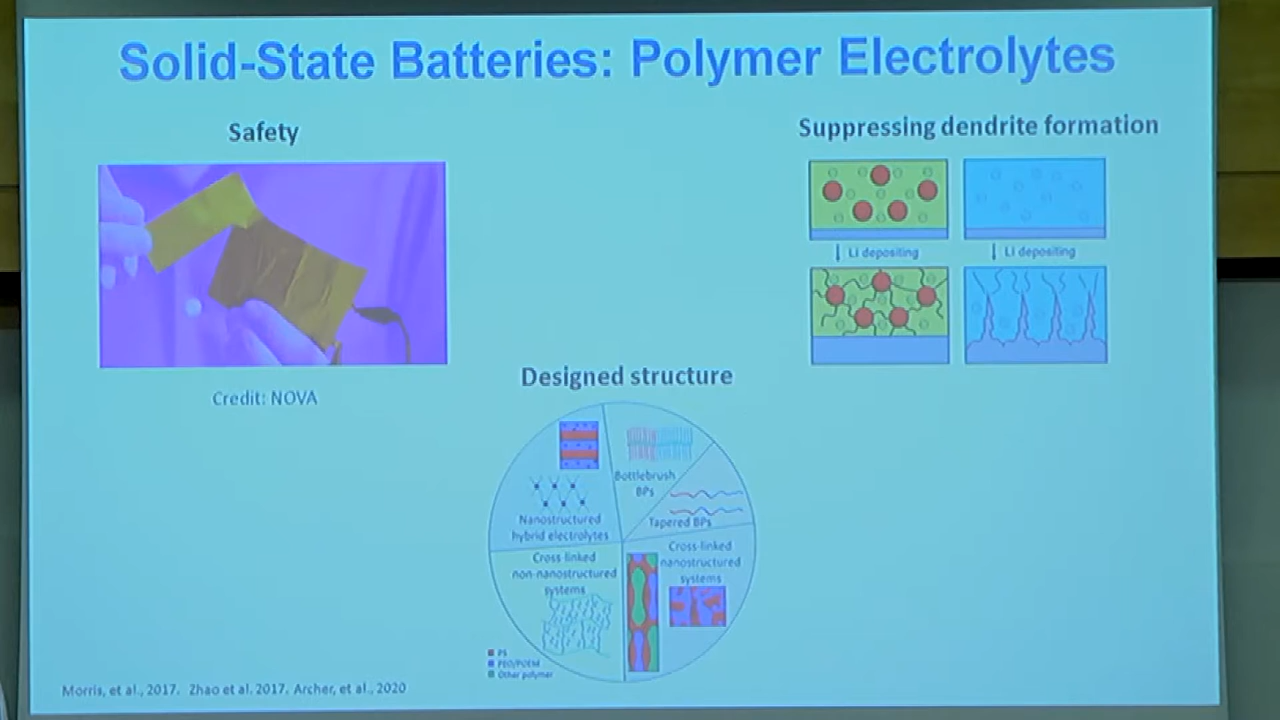 Solid-State Batteries: Polymer Electrolytes
Safety
Suppressing dendrite formation
Li depositing
Li depositing
Credit: NOVA
Designed structure
Bottlebrush
BPs
Tapered BPs
Nanostructured
hybrid electrolytes
Cross-linked
non-nanostructured
systems
Cross-linked
nanostructured
systems
PS
PEO/POEM
Other polymer
Morris, et al., 2017. Zhao et al. 2017. Archer, et al., 2020